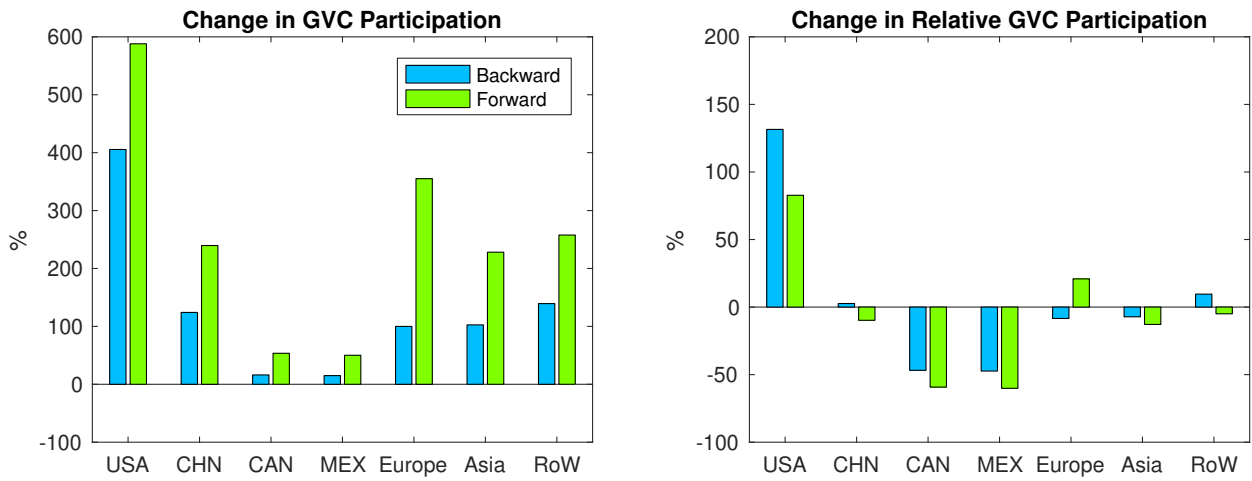 Change in GVC Participation
600
500
400
300
200
100
0
-100
%
Backward
Forward
USA CHN CAN MEX Europe Asia RoW
Change in Relative GVC Participation
200
150
100
50
0
-50
-100
%
USA CHN CAN MEX Europe Asia RoW